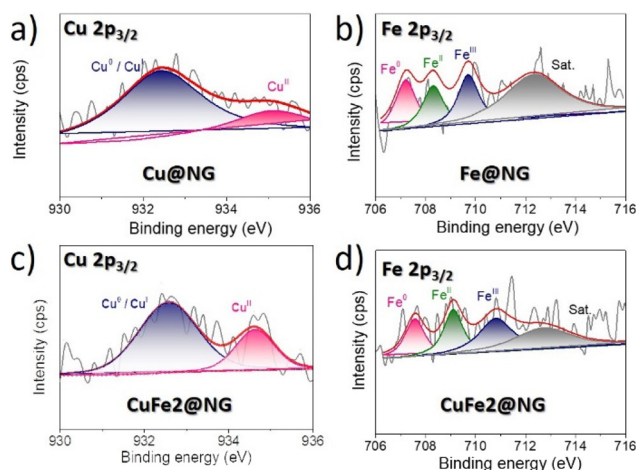 a)
Cu 2p3/2
Cu0 / CuI
CuII
Cu@NG
Intensity (cps)
930 932 934 936
Binding energy (eV)
b)
Fe 2p3/2
Fe0
FeII
FeIII
Sat.
Fe@NG
Intensity (cps)
706 708 710 712 714 716
Binding energy (eV)
c)
Cu 2p3/2
Cu0 / CuI
CuII
CuFe2@NG
Intensity (cps)
930 932 934 936
Binding energy (eV)
d)
Fe 2p3/2
Fe0
FeII
FeIII
Sat.
CuFe2@NG
Intensity (cps)
706 708 710 712 714 716
Binding energy (eV)